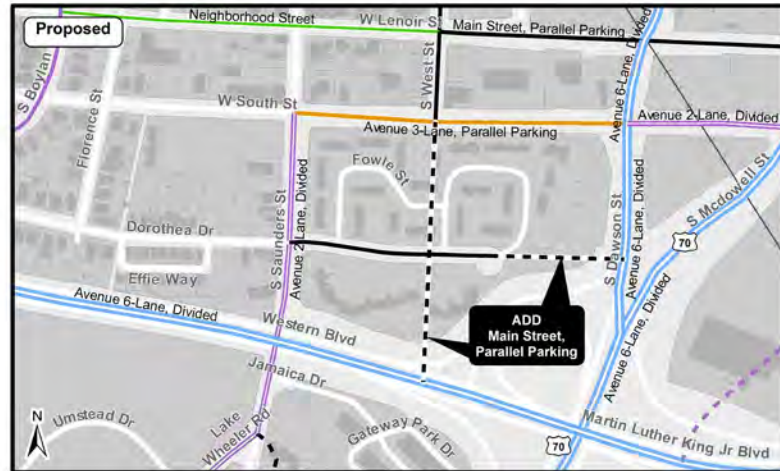 Proposed
Neighborhood Street
W Lenoir St
Main Street, Parallel Parking
S Boylan
Florence St
W South St
S West St
Avenue 6-Lane, Divided
Avenue 3-Lane, Parallel Parking
Avenue 2-Lane, Divided
Fowle St
S Mcdowell St
Dorothea Dr
S Saunders St
Avenue 2-Lane, Divided
S Dawson St
Avenue 6-Lane, Divided
70
Effie Way
Avenue 6-Lane, Divided
Western Blvd
ADD
Main Street,
Parallel Parking
Avenue 6-Lane, Divided
Jamaica Dr
Umstead Dr
Lake
Wheeler Rd
Gateway Park Dr
Martin Luther King Jr Blvd
70
N